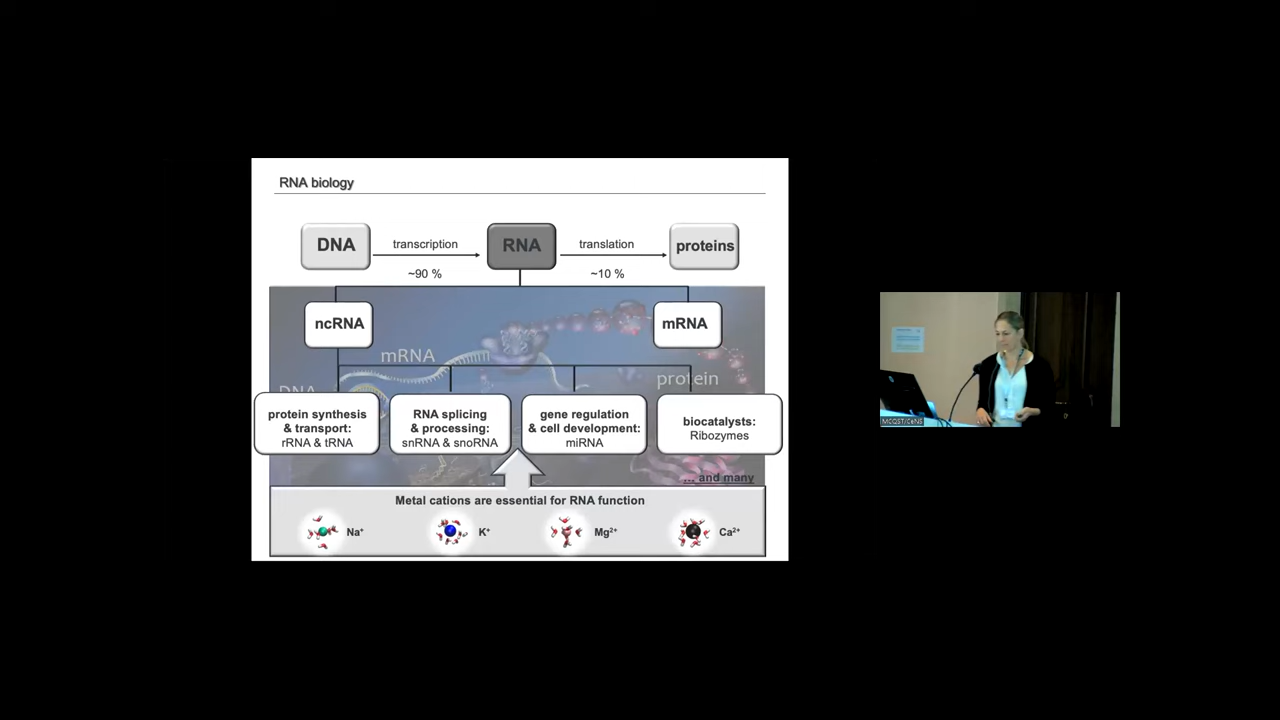 RNA biology
DNA
transcription
RNA
translation
proteins
~90 %
~10 %
ncRNA
mRNA
mRNA
DNA
protein
protein synthesis
& transport:
rRNA & tRNA
RNA splicing
& processing:
snRNA & snoRNA
gene regulation
& cell development:
miRNA
biocatalysts:
Ribozymes
... and many
Metal cations are essential for RNA function
Na⁺
K⁺
Mg²⁺
Ca²⁺
MCQST/CeNS